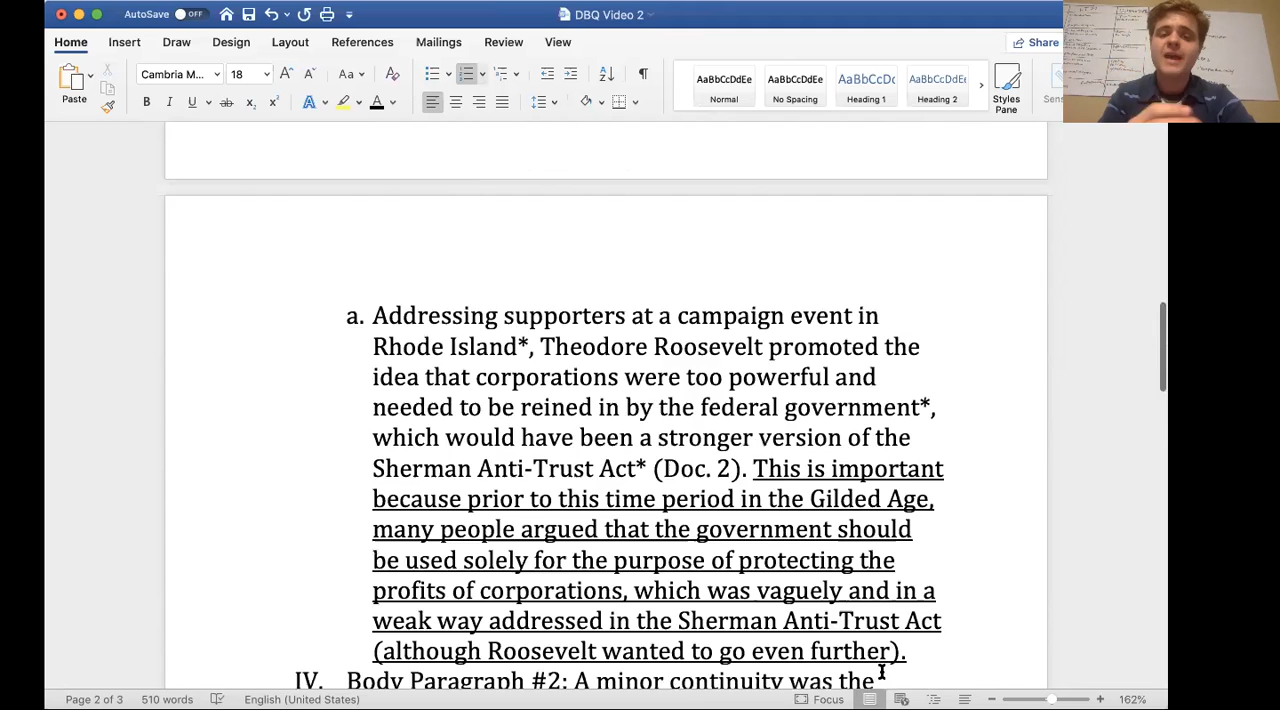 AutoSave OFF DBQ Video 2
Home Insert Draw Design Layout References Mailings Review View Share
Paste Cambria M... 18 Aa AaBbCcDdEe AaBbCcDdEe AaBbCcDc AaBbCcDdEe
Normal No Spacing Heading 1 Heading 2 Styles Pane
B I U ab X₂ X² A A
a. Addressing supporters at a campaign event in
Rhode Island*, Theodore Roosevelt promoted the
idea that corporations were too powerful and
needed to be reined in by the federal government*,
which would have been a stronger version of the
Sherman Anti-Trust Act* (Doc. 2). This is important
because prior to this time period in the Gilded Age,
many people argued that the government should
be used solely for the purpose of protecting the
profits of corporations, which was vaguely and in a
weak way addressed in the Sherman Anti-Trust Act
(although Roosevelt wanted to go even further).
IV. Body Paragraph #2: A minor continuity was the
Page 2 of 3 510 words English (United States) Focus 162%